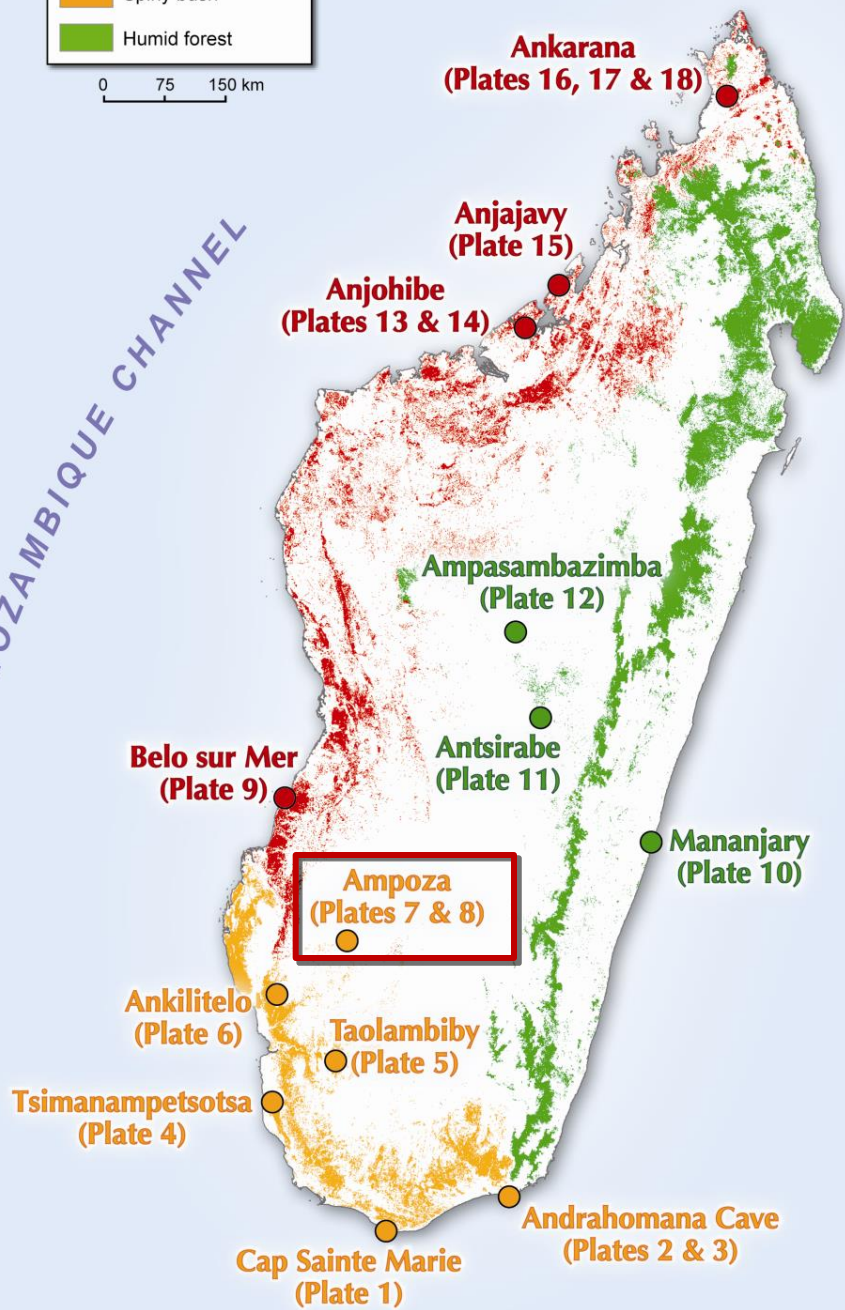 Spiny bush
Humid forest
0 75 150 km
Ankarana
(Plates 16, 17 & 18)
Anjajavy
(Plate 15)
Anjohibe
(Plates 13 & 14)
MOZAMBIQUE CHANNEL
Ampasambazimba
(Plate 12)
Antsirabe
(Plate 11)
Belo sur Mer
(Plate 9)
Mananjary
(Plate 10)
Ampoza
(Plates 7 & 8)
Ankilitelo
(Plate 6)
Taolambiby
(Plate 5)
Tsimanampetsotsa
(Plate 4)
Andrahomana Cave
(Plates 2 & 3)
Cap Sainte Marie
(Plate 1)